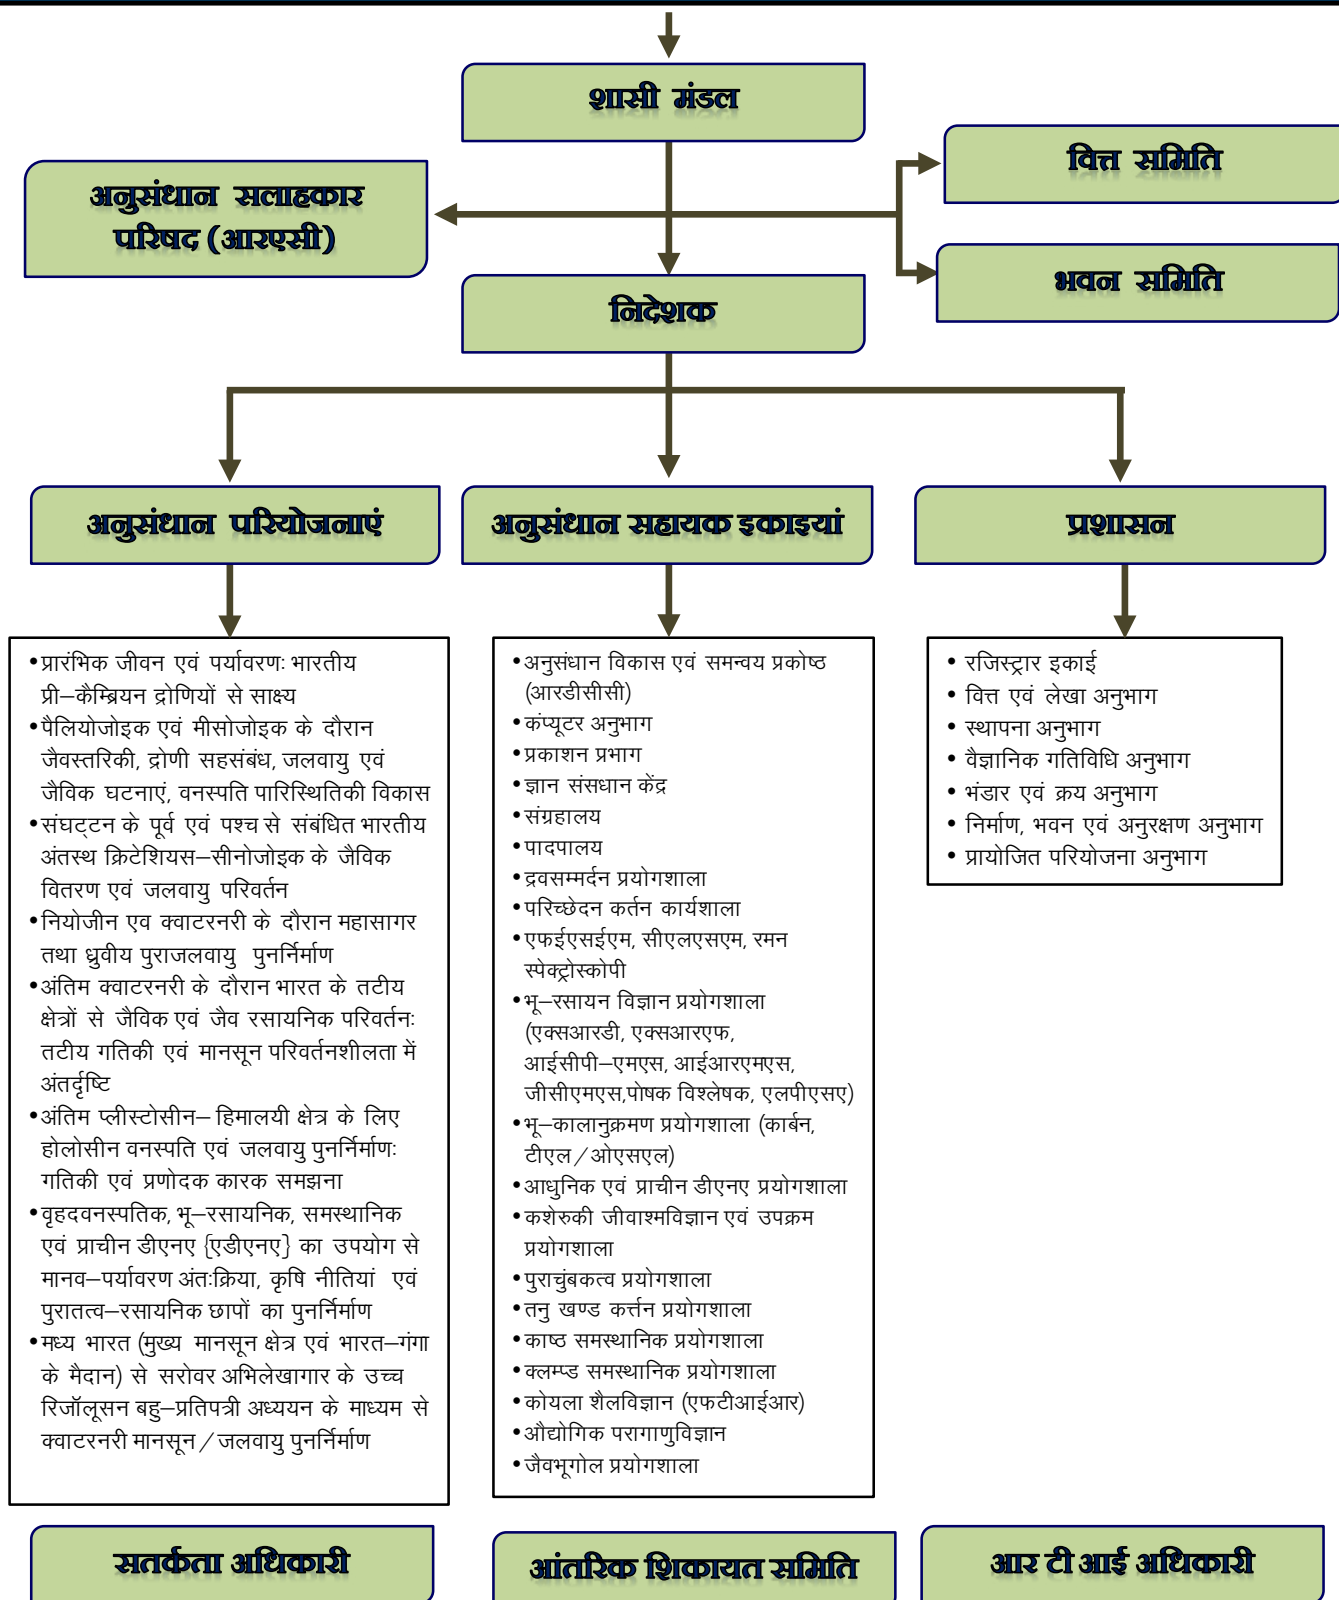 शासी मंडल
वित्त समिति
अनुसंधान सलाहकार
परिषद (आरएसी)
भवन समिति
निदेशक
अनुसंधान परियोजनाएं
अनुसंधान सहायक इकाइयां
प्रशासन
•प्रारंभिक जीवन एवं पर्यावरण: भारतीय
प्री–कैम्ब्रियन द्रोणियों से साक्ष्य
•पैलियोजोइक एवं मीसोजोइक के दौरान
जैवस्तरिकी, द्रोणी सहसंबंध, जलवायु एवं
जैविक घटनाएं, वनस्पति पारिस्थितिकी विकास
•संघट्टन के पूर्व एवं पश्च से संबंधित भारतीय
अंतस्थ क्रिटेशियस–सीनोजोइक के जैविक
वितरण एवं जलवायु परिवर्तन
•नियोजीन एव क्वाटरनरी के दौरान महासागर
तथा ध्रुवीय पुराजलवायु पुनर्निर्माण
•अंतिम क्वाटरनरी के दौरान भारत के तटीय
क्षेत्रों से जैविक एवं जैव रसायनिक परिवर्तन:
तटीय गतिकी एवं मानसून परिवर्तनशीलता में
अंतर्दृष्टि
•अंतिम प्लीस्टोसीन– हिमालयी क्षेत्र के लिए
होलोसीन वनस्पति एवं जलवायु पुनर्निर्माण:
गतिकी एवं प्रणोदक कारक समझना
•वृहदवनस्पतिक, भू–रसायनिक, समस्थानिक
एवं प्राचीन डीएनए {एडीएनए} का उपयोग से
मानव–पर्यावरण अंत:क्रिया, कृषि नीतियां एवं
पुरातत्व–रसायनिक छापों का पुनर्निर्माण
•मध्य भारत (मुख्य मानसून क्षेत्र एवं भारत–गंगा
के मैदान) से सरोवर अभिलेखागार के उच्च
रिजॉलूसन बहु–प्रतिपत्री अध्ययन के माध्यम से
क्वाटरनरी मानसून / जलवायु पुनर्निर्माण
•अनुसंधान विकास एवं समन्वय प्रकोष्ठ
(आरडीसीसी)
•कंप्यूटर अनुभाग
•प्रकाशन प्रभाग
•ज्ञान संसधान केंद्र
•संग्रहालय
•पादपालय
•द्रवसम्मर्दन प्रयोगशाला
•परिच्छेदन कर्तन कार्यशाला
•एफईएसईएम, सीएलएसएम, रमन
स्पेक्ट्रोस्कोपी
•भू–रसायन विज्ञान प्रयोगशाला
(एक्सआरडी, एक्सआरएफ,
आईसीपी–एमएस, आईआरएमएस,
जीसीएमएस,पोषक विश्लेषक, एलपीएसए)
•भू–कालानुक्रमण प्रयोगशाला (कार्बन,
टीएल / ओएसएल)
•आधुनिक एवं प्राचीन डीएनए प्रयोगशाला
•कशेरुकी जीवाश्मविज्ञान एवं उपक्रम
प्रयोगशाला
•पुराचुंबकत्व प्रयोगशाला
•तनु खण्ड कर्त्तन प्रयोगशाला
•काष्ठ समस्थानिक प्रयोगशाला
•क्लम्प्ड समस्थानिक प्रयोगशाला
•कोयला शैलविज्ञान (एफटीआईआर)
•औद्योगिक परागाणुविज्ञान
•जैवभूगोल प्रयोगशाला
• रजिस्ट्रार इकाई
• वित्त एवं लेखा अनुभाग
• स्थापना अनुभाग
• वैज्ञानिक गतिविधि अनुभाग
• भंडार एवं क्रय अनुभाग
• निर्माण, भवन एवं अनुरक्षण अनुभाग
• प्रायोजित परियोजना अनुभाग
सतर्कता अधिकारी
आंतरिक शिकायत समिति
आर टी आई अधिकारी